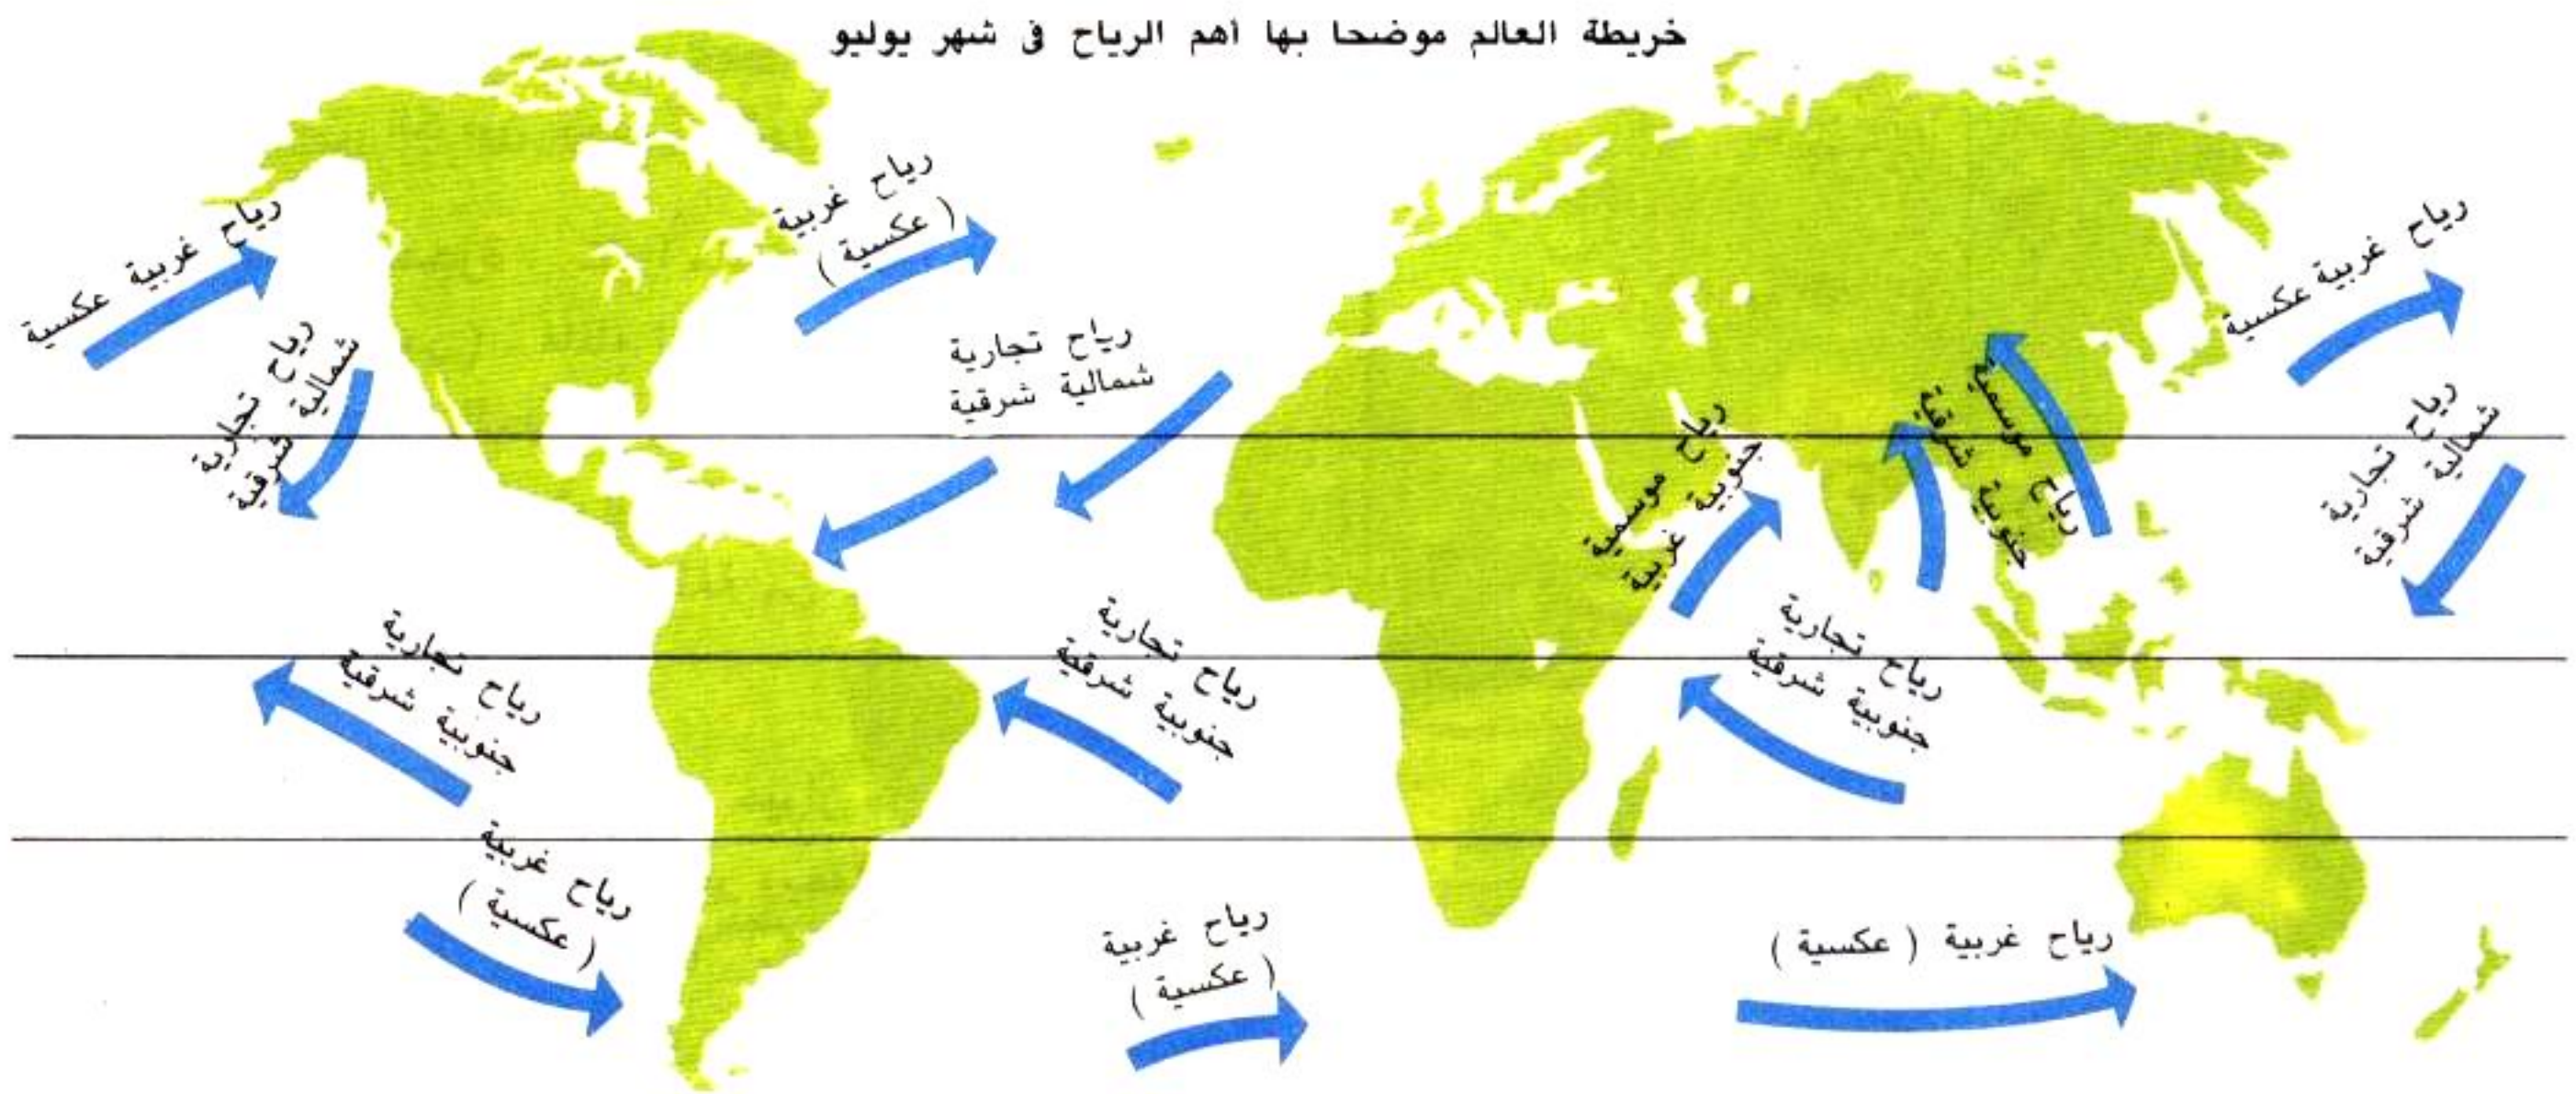 خريطة العالم موضحا بها أهم الرياح فى شهر يوليو
رياح غربية
( عكسية )
رياح غربية عكسية
رياح غربية عكسية
رياح تجارية
شمالية شرقية
رياح تجارية
شمالية شرقية
رياح تجارية
شمالية شرقية
رياح موسمية
جنوبية غربية
رياح موسمية
جنوبية شرقية
رياح تجارية
جنوبية شرقية
رياح تجارية
جنوبية شرقية
رياح تجارية
جنوبية شرقية
رياح غربية
( عكسية )
رياح غربية
( عكسية )
رياح غربية ( عكسية )